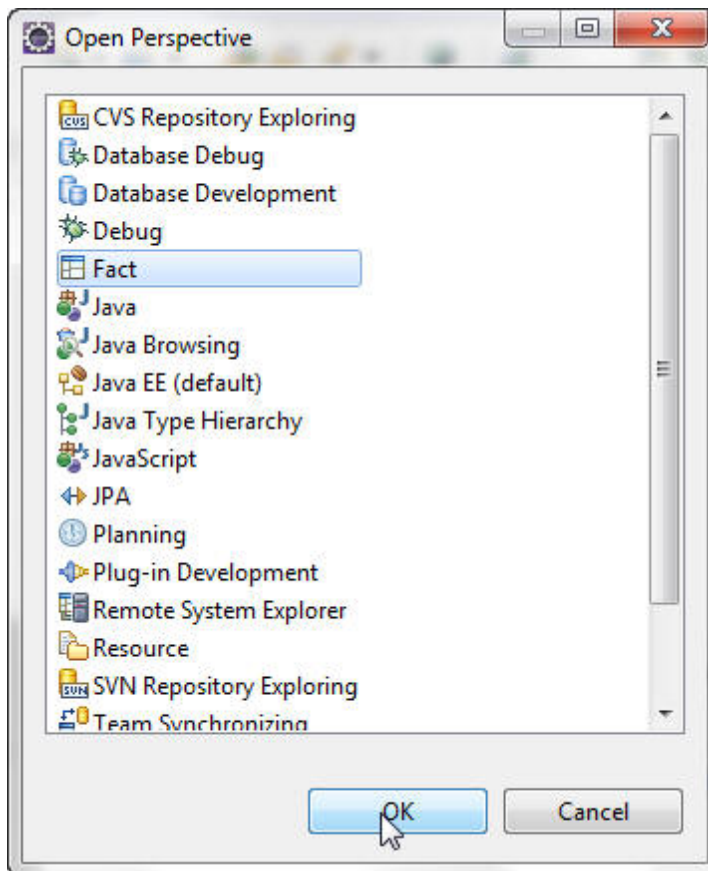 Open Perspective
CVS Repository Exploring
Database Debug
Database Development
Debug
Fact
Java
Java Browsing
Java EE (default)
Java Type Hierarchy
JavaScript
JPA
Planning
Plug-in Development
Remote System Explorer
Resource
SVN Repository Exploring
Team Synchronizing
OK Cancel